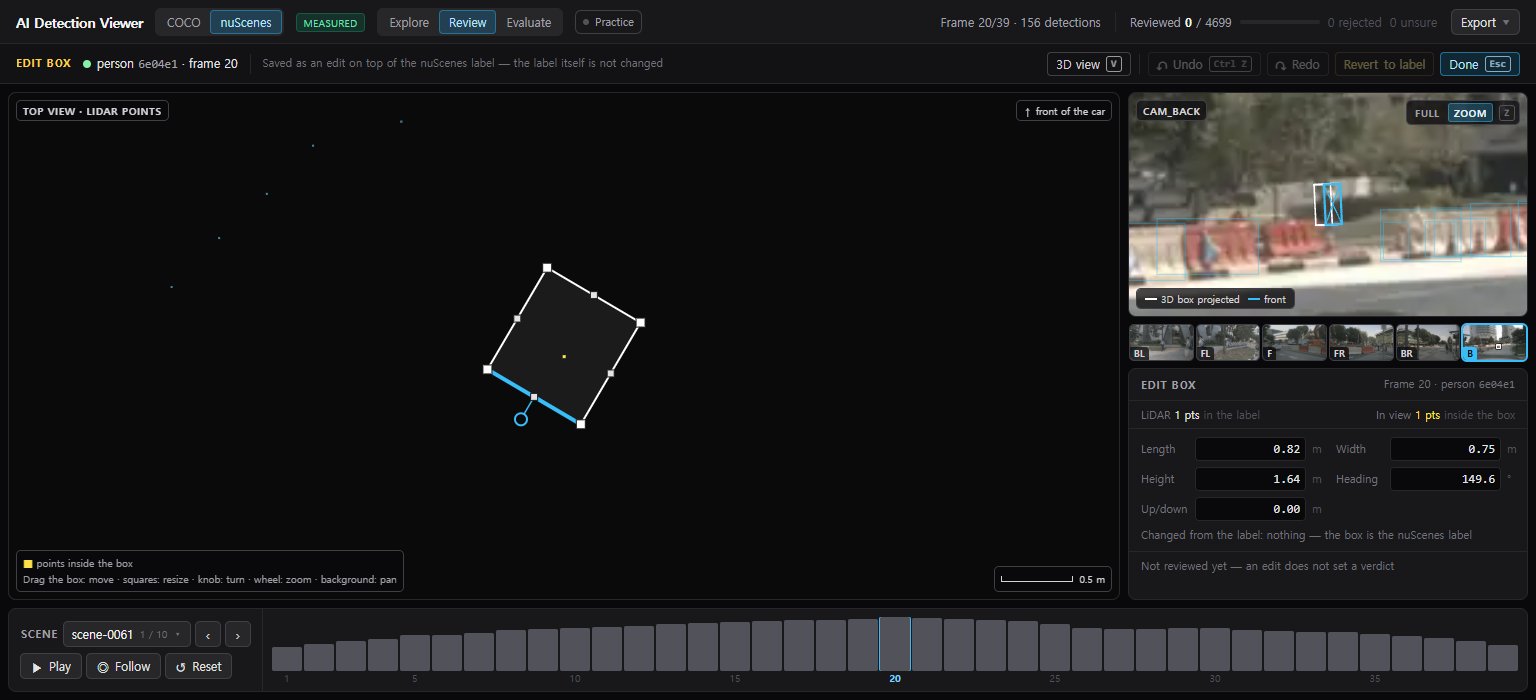 AI Detection Viewer COCO nuScenes MEASURED Explore Review Evaluate Practice Frame 20/39 · 156 detections Reviewed 0 / 4699 0 rejected 0 unsure Export
EDIT BOX person 6e04e1 · frame 20 Saved as an edit on top of the nuScenes label — the label itself is not changed 3D view V Undo Ctrl Z Redo Revert to label Done Esc
TOP VIEW · LIDAR POINTS
↑ front of the car
CAM_BACK
FULL ZOOM Z
3D box projected front
BL FL F FR BR B
EDIT BOX Frame 20 · person 6e04e1
LiDAR 1 pts in the label In view 1 pts inside the box
Length 0.82 m Width 0.75 m
Height 1.64 m Heading 149.6 °
Up/down 0.00 m
Changed from the label: nothing — the box is the nuScenes label
Not reviewed yet — an edit does not set a verdict
points inside the box
Drag the box: move · squares: resize · knob: turn · wheel: zoom · background: pan
0.5 m
SCENE scene-0061 1 / 10 ‹ ›
Play Follow Reset
1 5 10 15 20 25 30 35